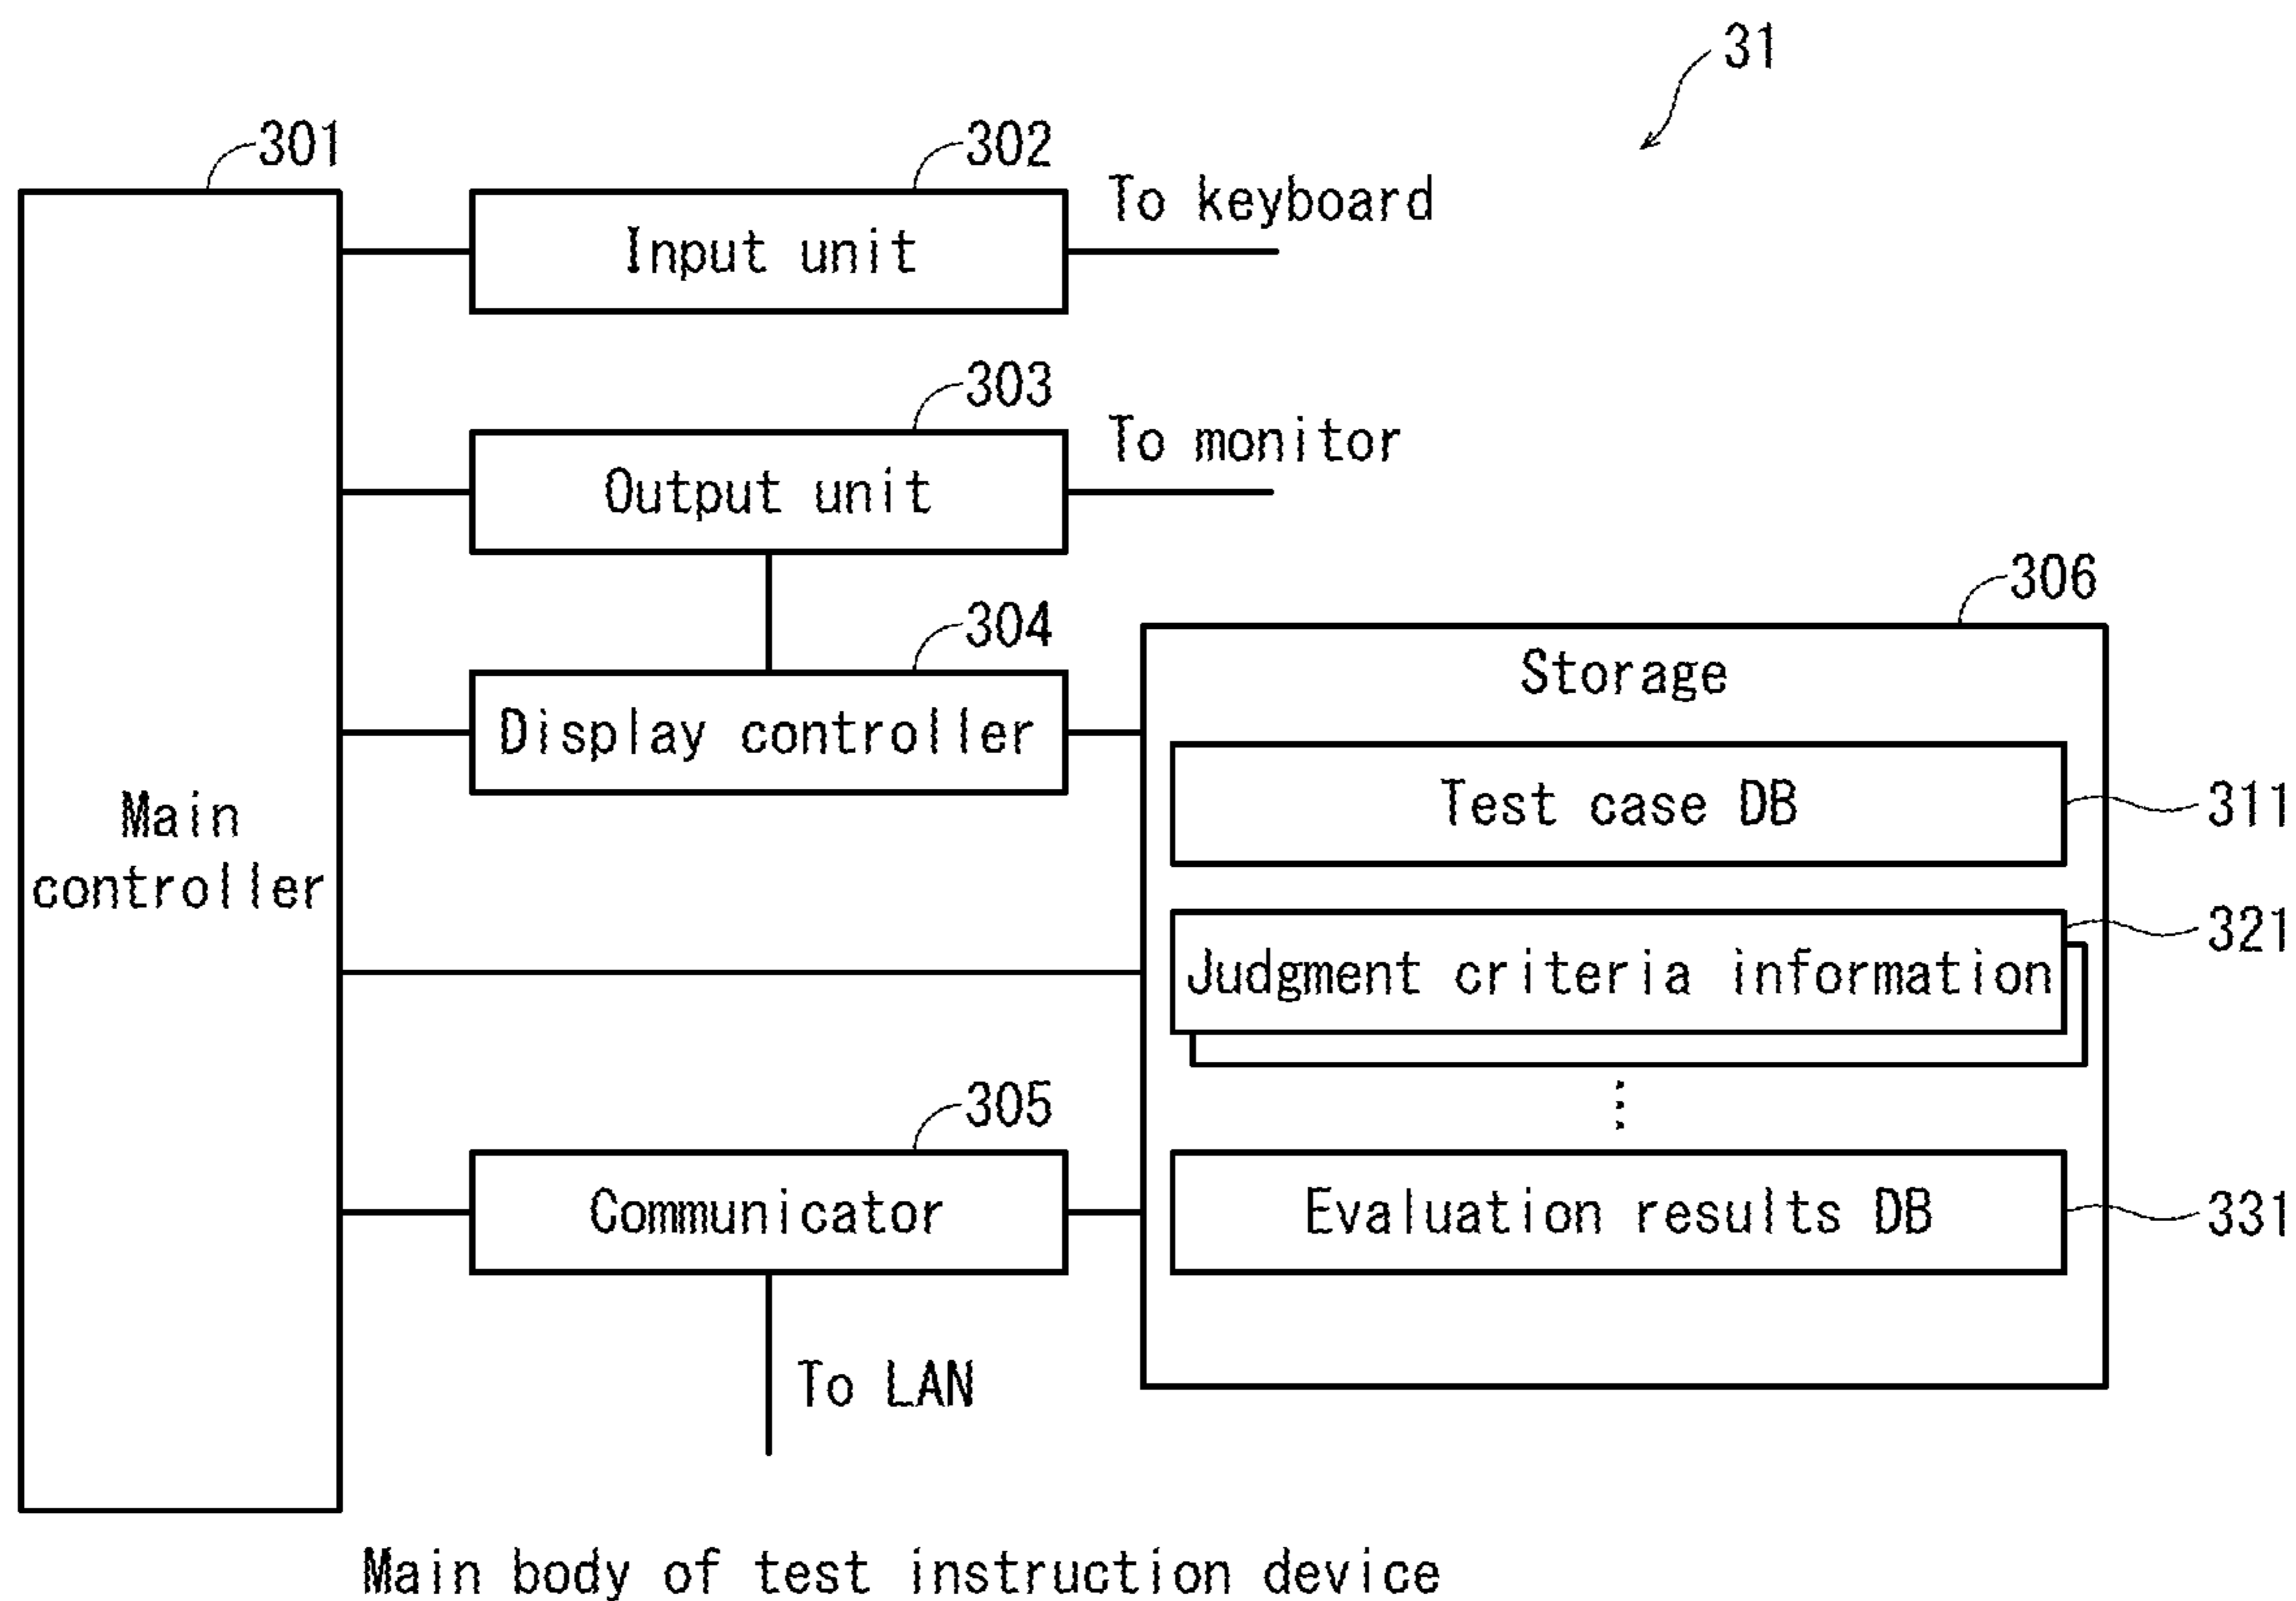 31
301
302
To keyboard
Input unit
303
To monitor
Output unit
304
306
Storage
Display controller
Test case DB
311
Main
controller
321
Judgment criteria information
305
Communicator
Evaluation results DB
331
To LAN
Main body of test instruction device